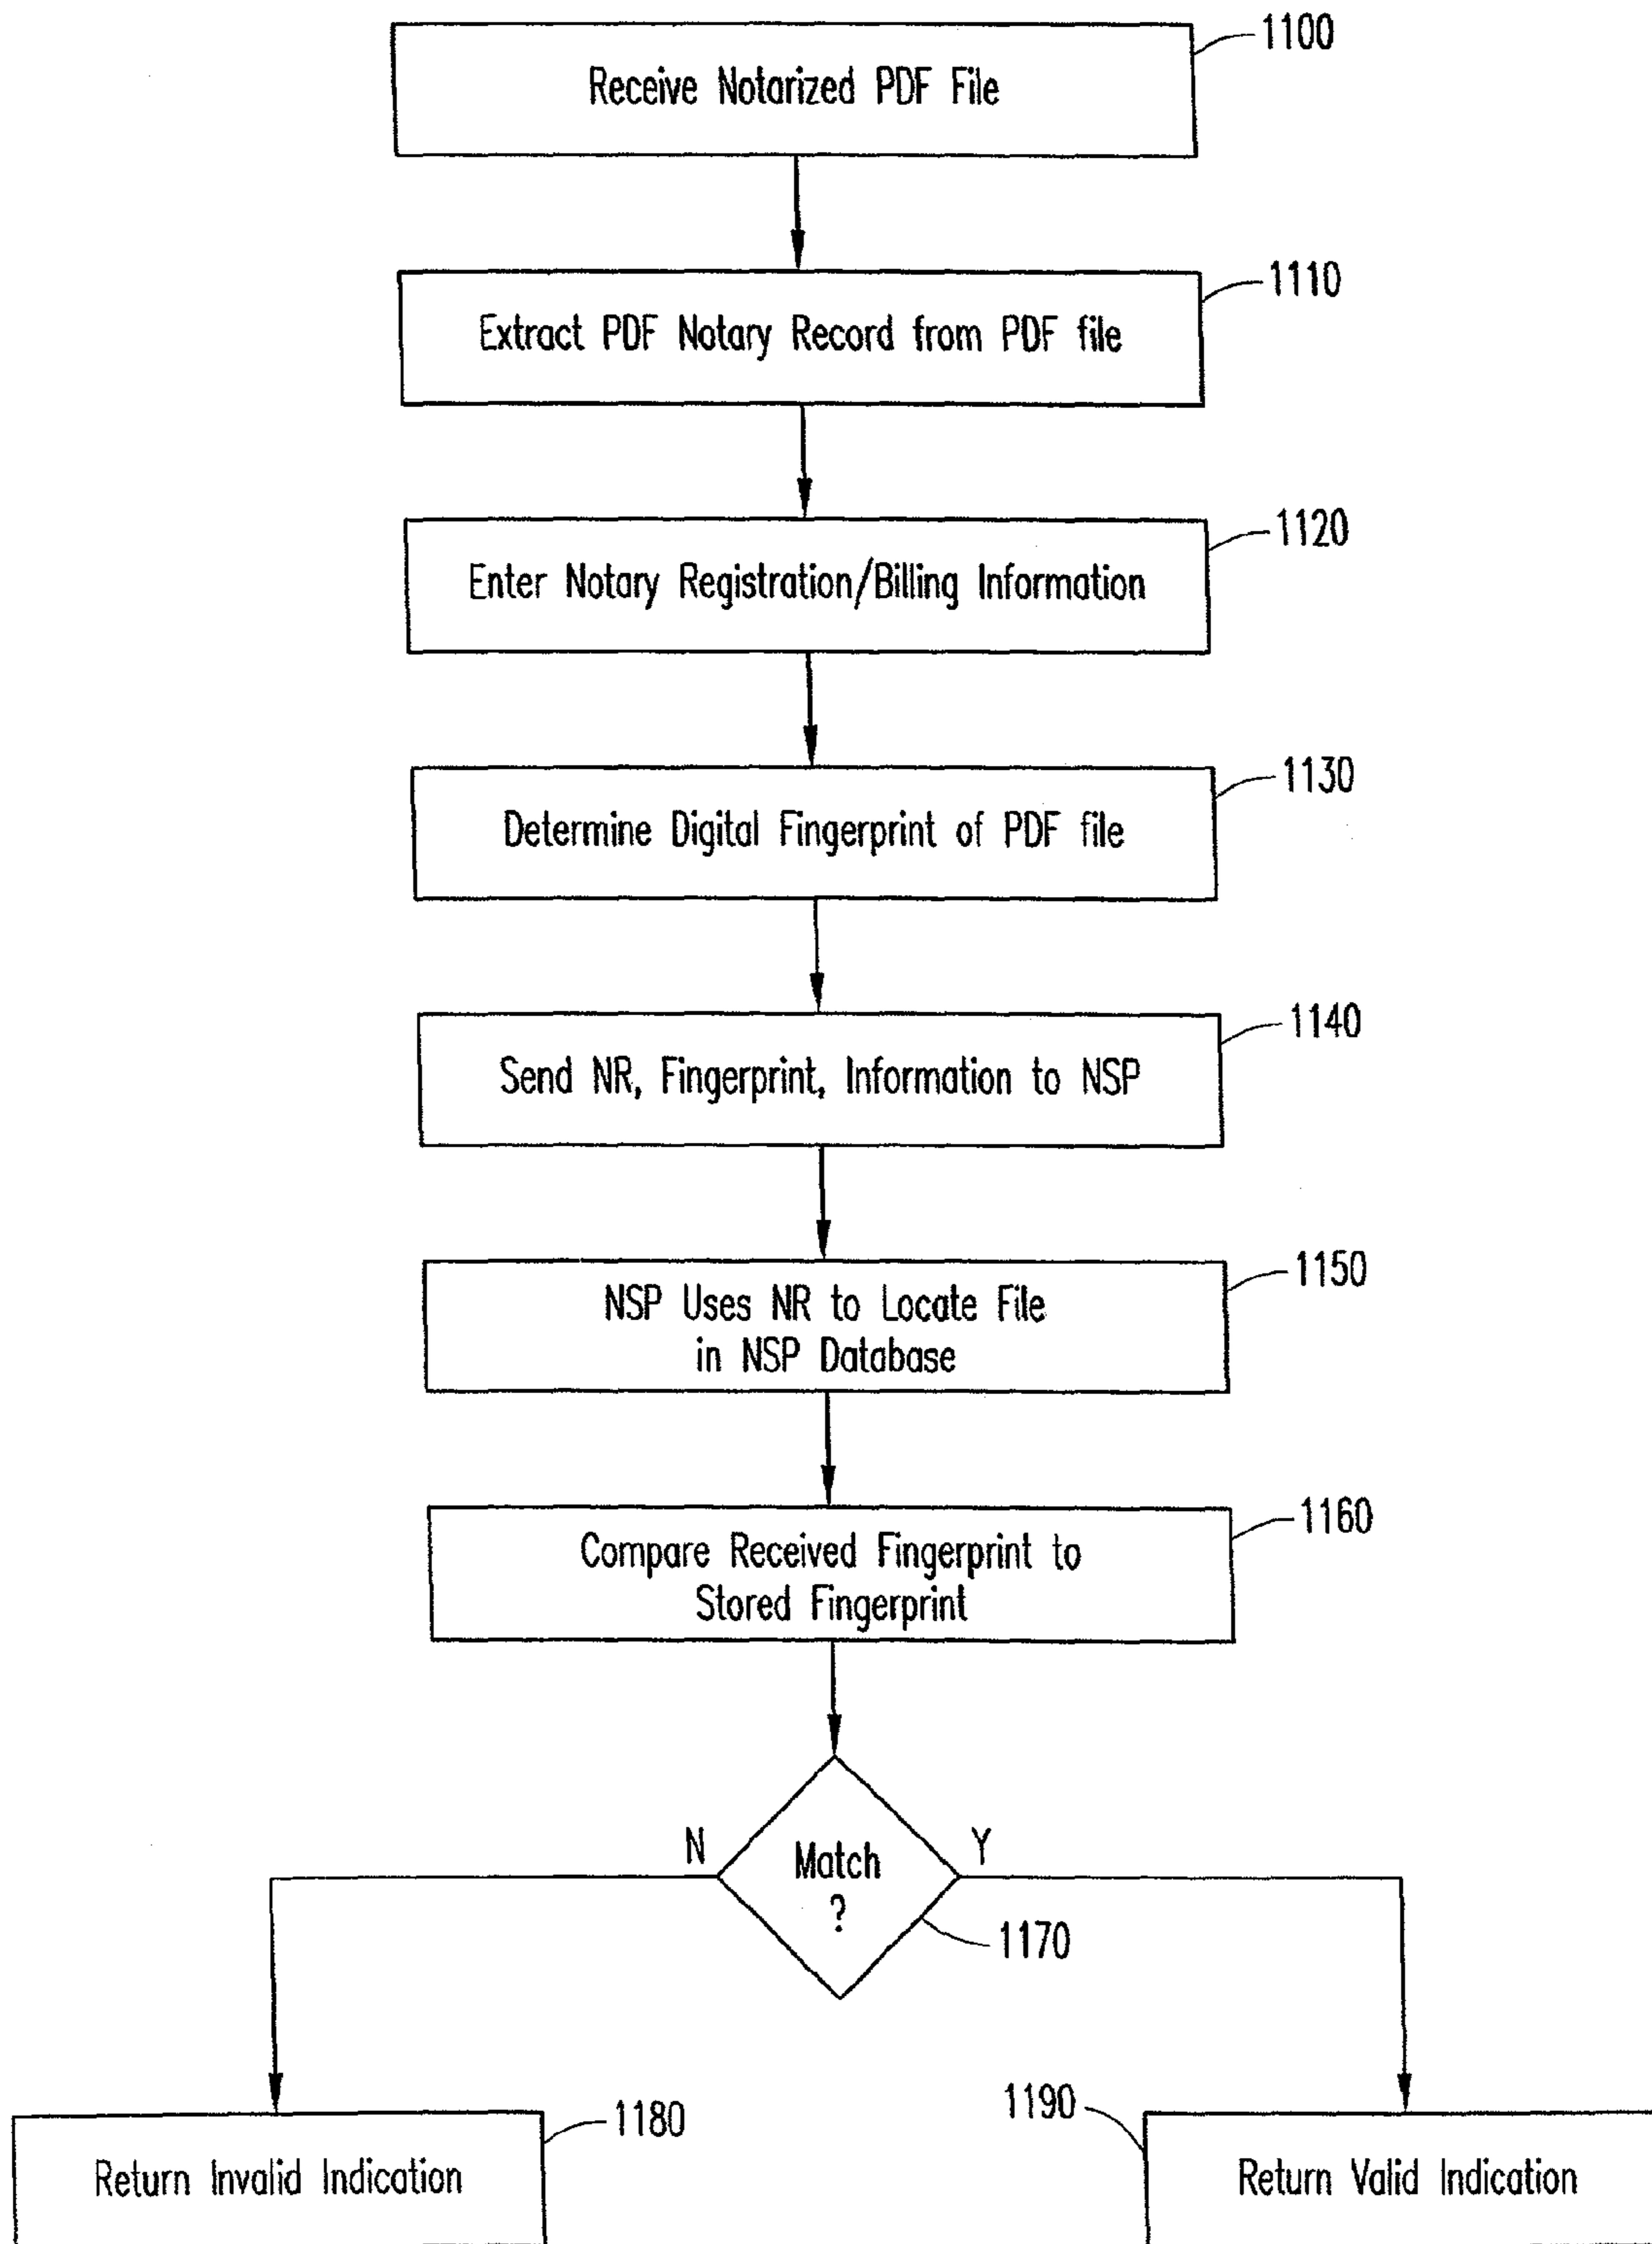 1100
Receive Notarized PDF File
1110
Extract PDF Notary Record from PDF file
1120
Enter Notary Registration/Billing Information
1130
Determine Digital Fingerprint of PDF file
1140
Send NR, Fingerprint, Information to NSP
1150
NSP Uses NR to Locate File
in NSP Database
1160
Compare Received Fingerprint to
Stored Fingerprint
N
Y
Match
?
1170
1180
1190
Return Invalid Indication
Return Valid Indication